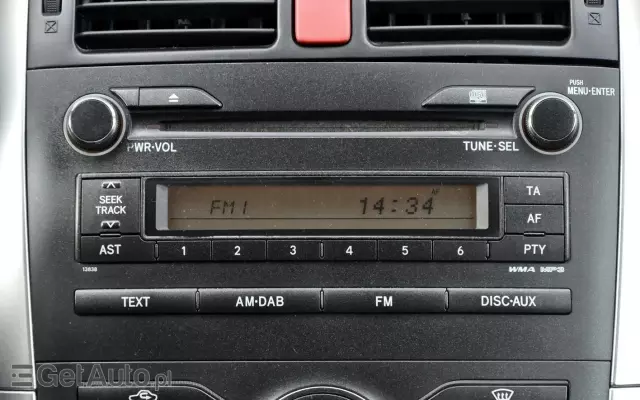 PUSH
MENU·ENTER
PWR·VOL
TUNE·SEL
SEEK
TRACK
FM1
14:34
TA
AF
AST
1
2
3
4
5
6
PTY
13838
WMA MP3
TEXT
AM·DAB
FM
DISC·AUX
GetAuto.pl